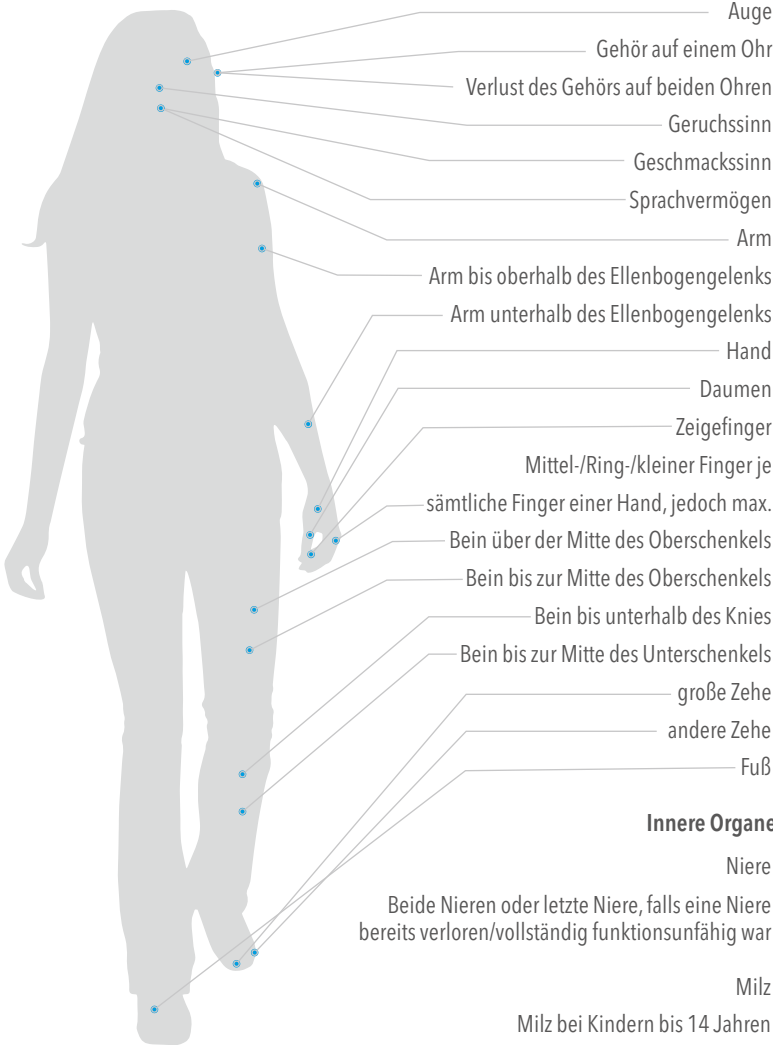 Auge
Gehör auf einem Ohr
Verlust des Gehörs auf beiden Ohren
Geruchssinn
Geschmackssinn
Sprachvermögen
Arm
Arm bis oberhalb des Ellenbogengelenks
Arm unterhalb des Ellenbogengelenks
Hand
Daumen
Zeigefinger
Mittel-/Ring-/kleiner Finger je
sämtliche Finger einer Hand, jedoch max.
Bein über der Mitte des Oberschenkels
Bein bis zur Mitte des Oberschenkels
Bein bis unterhalb des Knies
Bein bis zur Mitte des Unterschenkels
große Zehe
andere Zehe
Fuß
Innere Organe
Niere
Beide Nieren oder letzte Niere, falls eine Niere
bereits verloren/vollständig funktionsunfähig war
Milz
Milz bei Kindern bis 14 Jahren